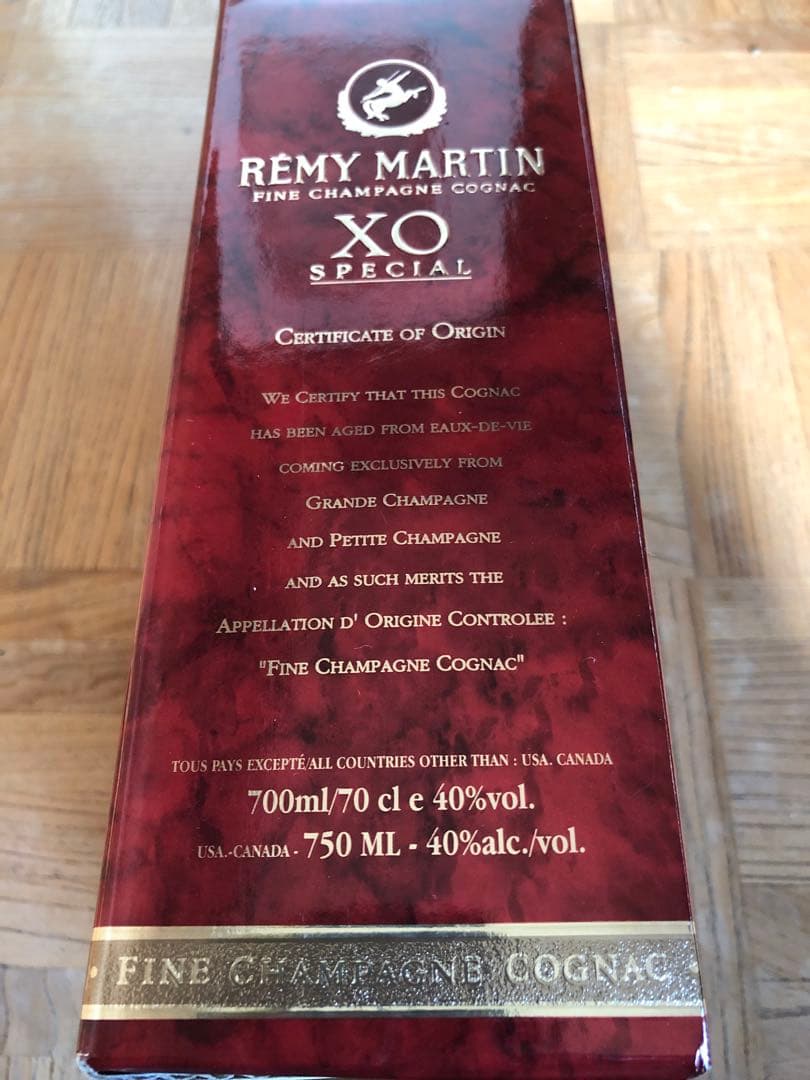 RÉMY MARTIN
FINE CHAMPAGNE COGNAC
XO
SPECIAL
CERTIFICATE OF ORIGIN
WE CERTIFY THAT THIS COGNAC
HAS BEEN AGED FROM EAUX-DE-VIE
COMING EXCLUSIVELY FROM
GRANDE CHAMPAGNE
AND PETITE CHAMPAGNE
AND AS SUCH MERITS THE
APPELLATION D' ORIGINE CONTROLEE :
"FINE CHAMPAGNE COGNAC"
TOUS PAYS EXCEPTÉ/ALL COUNTRIES OTHER THAN : USA. CANADA
700ml/70 cl e 40%vol.
USA.-CANADA - 750 ML - 40%alc./vol.
• FINE CHAMPAGNE COGNAC •